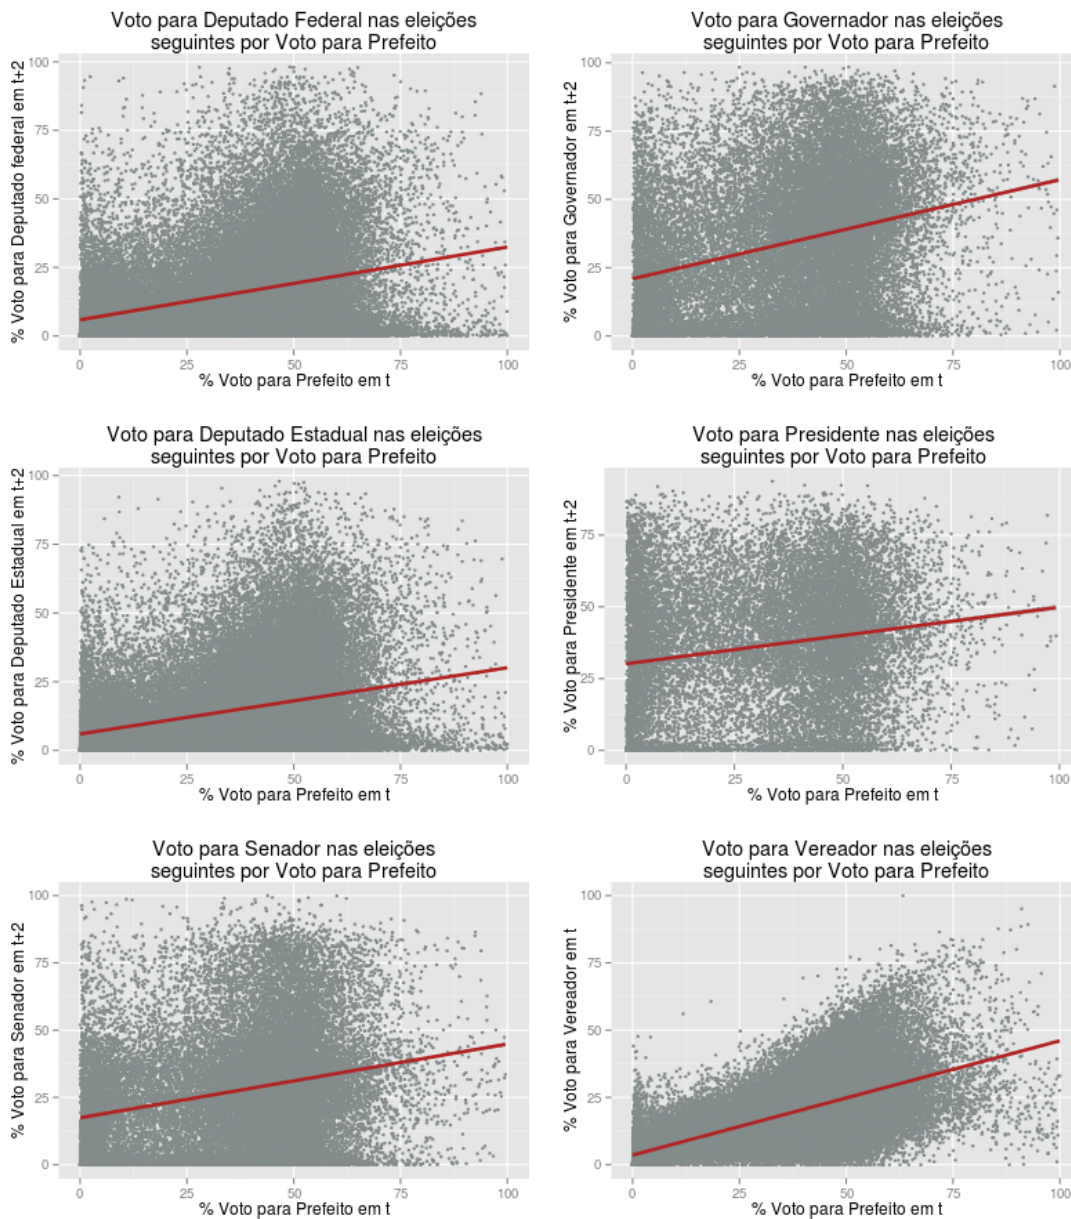 Voto para Deputado Federal nas eleições
seguintes por Voto para Prefeito
% Voto para Deputado federal em t+2
100
75
50
25
0
0 25 50 75 100
% Voto para Prefeito em t
Voto para Governador nas eleições
seguintes por Voto para Prefeito
% Voto para Governador em t+2
100
75
50
25
0
0 25 50 75 100
% Voto para Prefeito em t
Voto para Deputado Estadual nas eleições
seguintes por Voto para Prefeito
% Voto para Deputado Estadual em t+2
100
75
50
25
0
0 25 50 75 100
% Voto para Prefeito em t
Voto para Presidente nas eleições
seguintes por Voto para Prefeito
% Voto para Presidente em t+2
75
50
25
0
0 25 50 75 100
% Voto para Prefeito em t
Voto para Senador nas eleições
seguintes por Voto para Prefeito
% Voto para Senador em t+2
100
75
50
25
0
0 25 50 75 100
% Voto para Prefeito em t
Voto para Vereador nas eleições
seguintes por Voto para Prefeito
% Voto para Vereador em t
100
75
50
25
0
0 25 50 75 100
% Voto para Prefeito em t